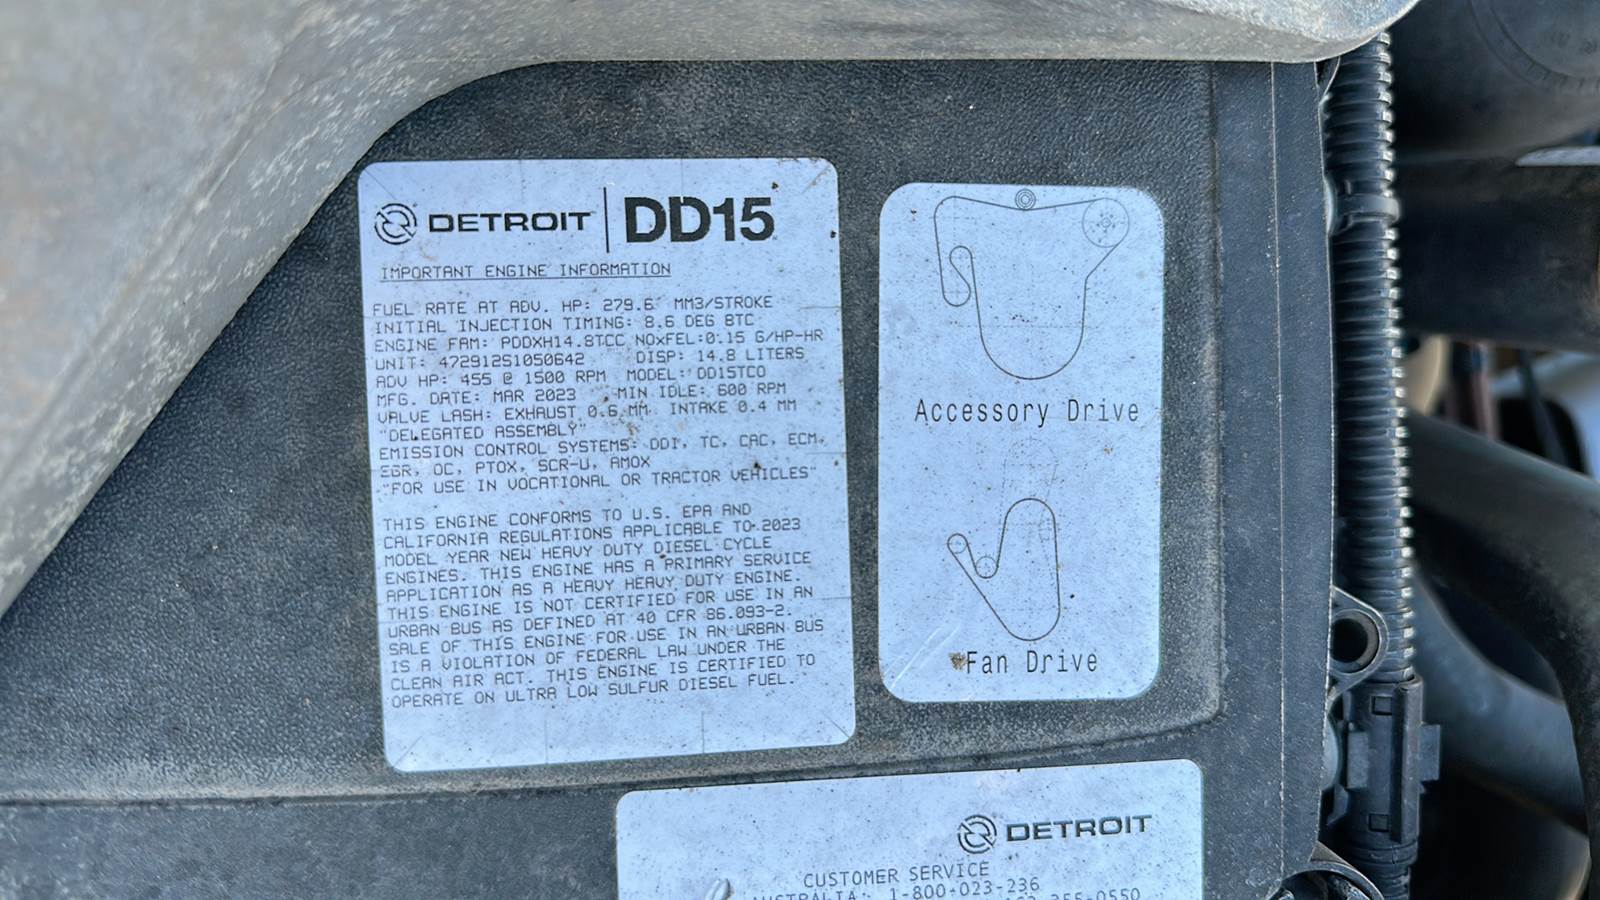 DETROIT DD15
IMPORTANT ENGINE INFORMATION
FUEL RATE AT ADV. HP: 279.6 MM3/STROKE
INITIAL INJECTION TIMING: 8.6 DEG BTC
ENGINE FAM: PDDXH14.8TCC NOxFEL:0.15 G/HP-HR
UNIT: 472912S1050642 DISP: 14.8 LITERS
ADV HP: 455 @ 1500 RPM MODEL: DD15TCO
MFG. DATE: MAR 2023 MIN IDLE: 600 RPM
VALVE LASH: EXHAUST 0.6 MM INTAKE 0.4 MM
"DELEGATED ASSEMBLY"
EMISSION CONTROL SYSTEMS: DDI, TC, CAC, ECM,
EGR, OC, PTOX, SCR-U, AMOX
"FOR USE IN VOCATIONAL OR TRACTOR VEHICLES"
THIS ENGINE CONFORMS TO U.S. EPA AND
CALIFORNIA REGULATIONS APPLICABLE TO 2023
MODEL YEAR NEW HEAVY DUTY DIESEL CYCLE
ENGINES. THIS ENGINE HAS A PRIMARY SERVICE
APPLICATION AS A HEAVY HEAVY DUTY ENGINE.
THIS ENGINE IS NOT CERTIFIED FOR USE IN AN
URBAN BUS AS DEFINED AT 40 CFR 86.093-2.
SALE OF THIS ENGINE FOR USE IN AN URBAN BUS
IS A VIOLATION OF FEDERAL LAW UNDER THE
CLEAN AIR ACT. THIS ENGINE IS CERTIFIED TO
OPERATE ON ULTRA LOW SULFUR DIESEL FUEL.
Accessory Drive
Fan Drive
DETROIT
CUSTOMER SERVICE
AUSTRALIA: 1-800-023-236
355-0550